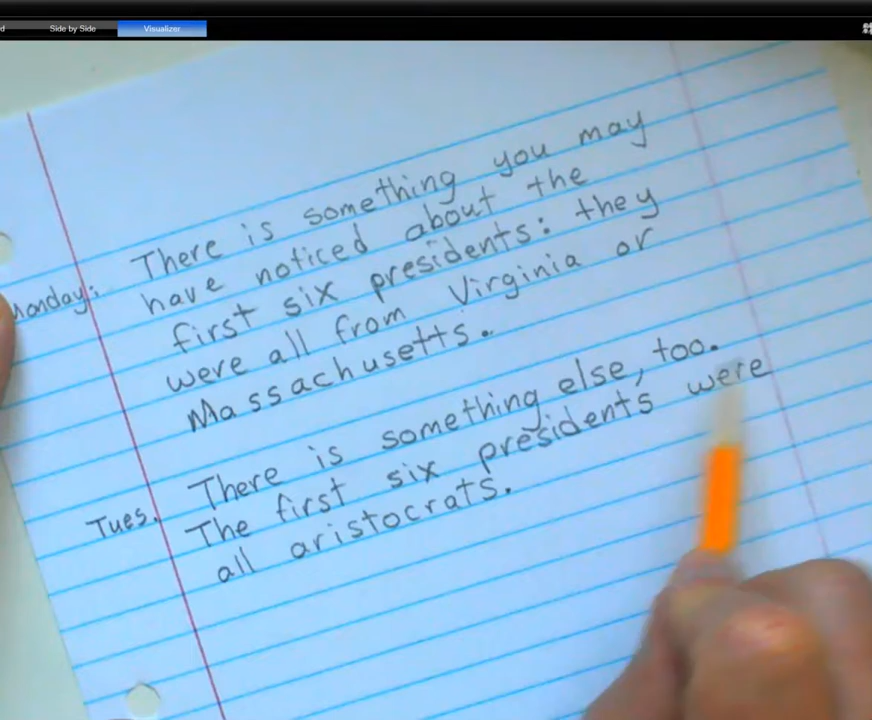 Side by Side
Visualizer
Monday: There is something you may
have noticed about the
first six presidents: they
were all from Virginia or
Massachusetts.
Tues. There is something else, too.
The first six presidents were
all aristocrats.